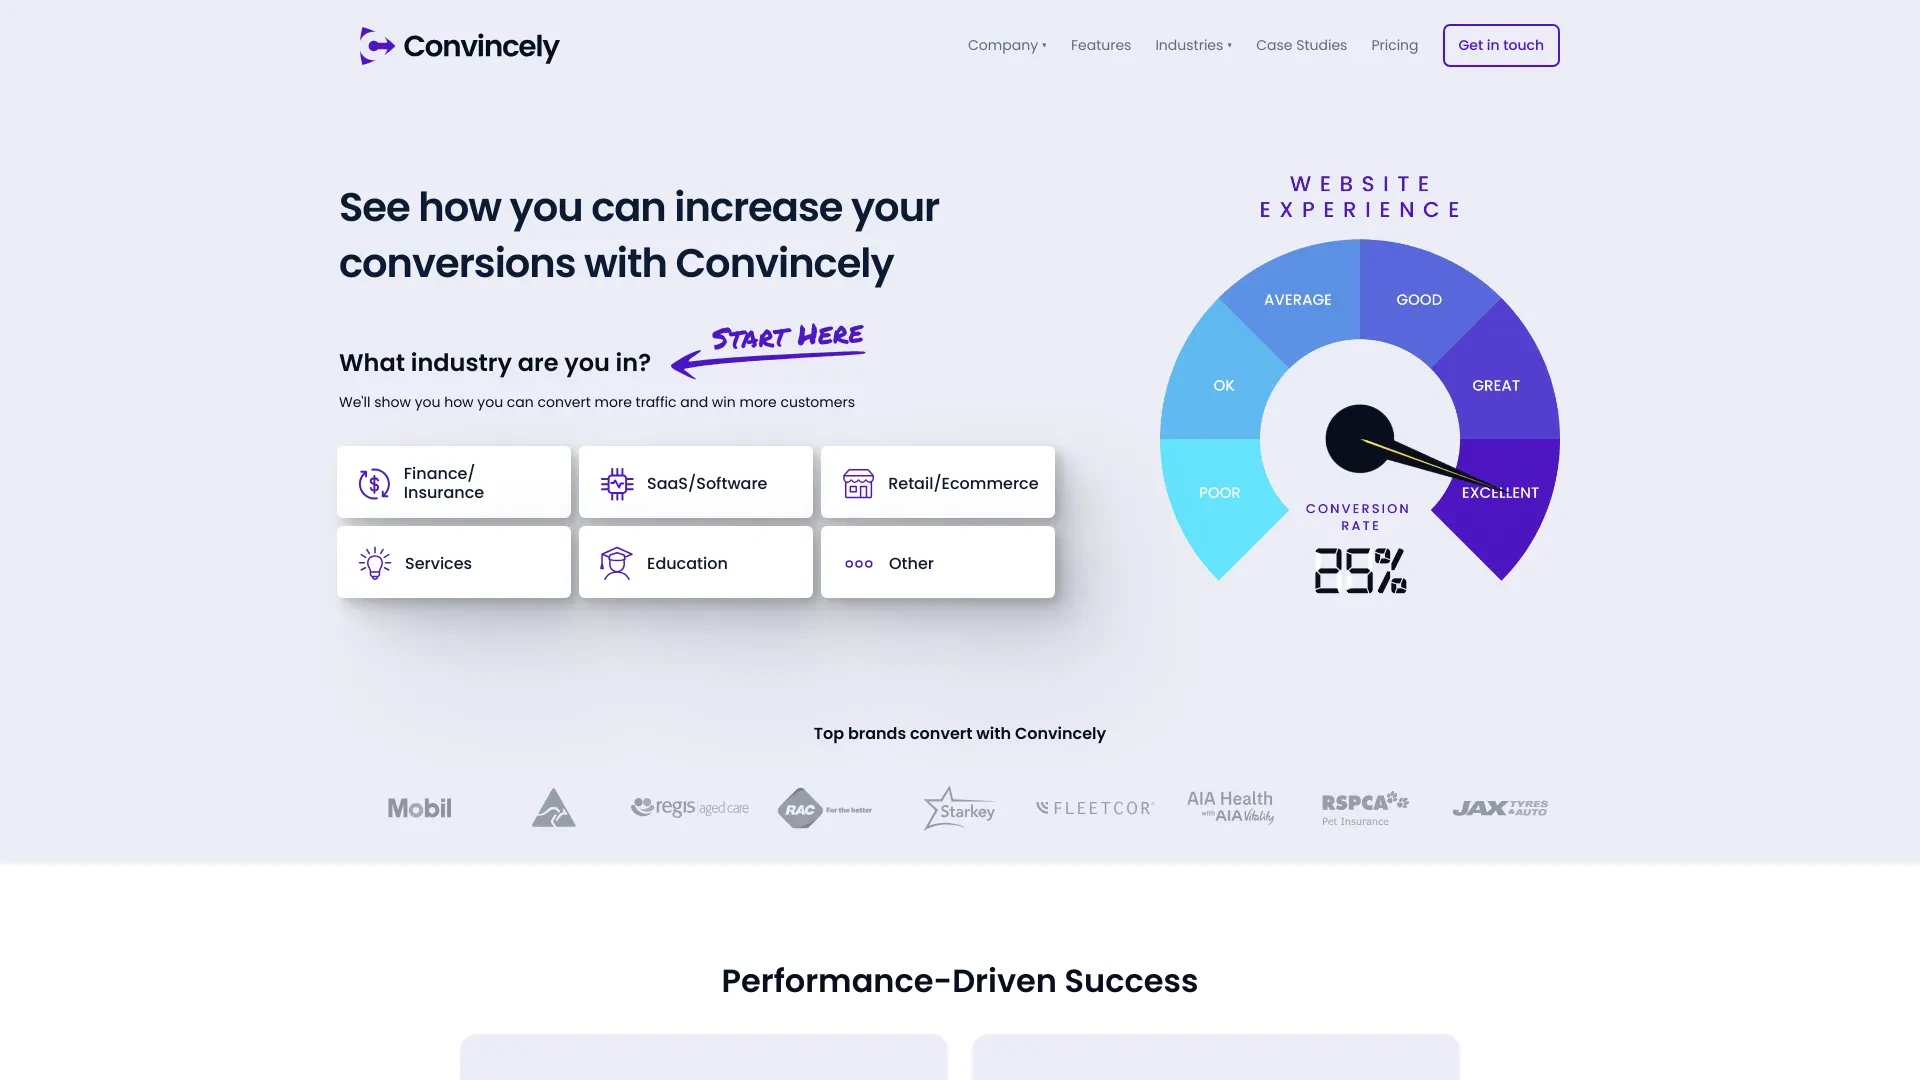 Convincely
Company ▾
Features
Industries ▾
Case Studies
Pricing
Get in touch
See how you can increase your
conversions with Convincely
START HERE
What industry are you in?
We'll show you how you can convert more traffic and win more customers
Finance/
Insurance
SaaS/Software
Retail/Ecommerce
Services
Education
Other
WEBSITE
EXPERIENCE
AVERAGE
GOOD
OK
GREAT
POOR
EXCELLENT
CONVERSION
RATE
25%
Top brands convert with Convincely
Mobil
regis aged care
RAC For the better
Starkey
FLEETCOR
AIA Health
with AIA Vitality
RSPCA
Pet Insurance
JAX TYRES
& AUTO
Performance-Driven Success